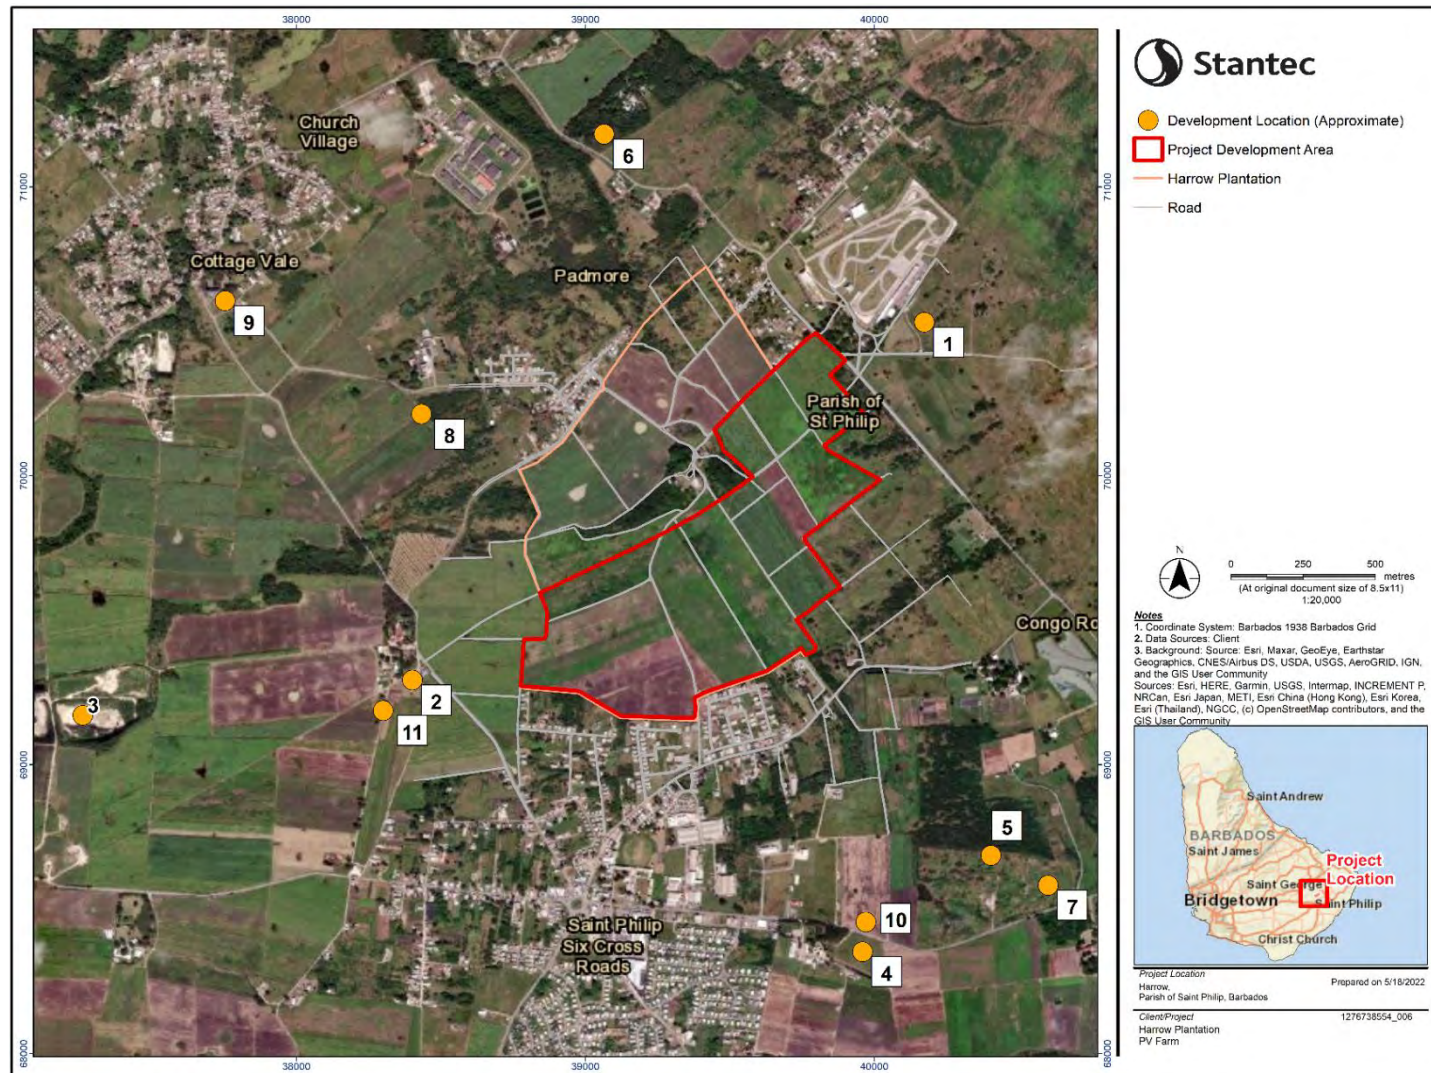 38000
39000
40000
Church
Village
6
71000
71000
Cottage Vale
Padmore
9
1
8
Parish of
St Philip
70000
70000
Congo Ro
3
2
11
69000
69000
5
7
10
4
Saint Philip
Six Cross
Roads
68000
68000
38000
39000
40000
Stantec
Development Location (Approximate)
Project Development Area
Harrow Plantation
Road
N
0 250 500
metres
(At original document size of 8.5x11)
1:20,000
Notes
1. Coordinate System: Barbados 1938 Barbados Grid
2. Data Sources: Client
3. Background: Source: Esri, Maxar, GeoEye, Earthstar
Geographics, CNES/Airbus DS, USDA, USGS, AeroGRID, IGN,
and the GIS User Community
Sources: Esri, HERE, Garmin, USGS, Intermap, INCREMENT P,
NRCan, Esri Japan, METI, Esri China (Hong Kong), Esri Korea,
Esri (Thailand), NGCC, (c) OpenStreetMap contributors, and the
GIS User Community
Saint Andrew
BARBADOS
Saint James
Project
Location
Saint George
Bridgetown
Saint Philip
Christ Church
Project Location
Harrow,
Parish of Saint Philip, Barbados
Prepared on 5/18/2022
Client/Project
1276738554_006
Harrow Plantation
PV Farm